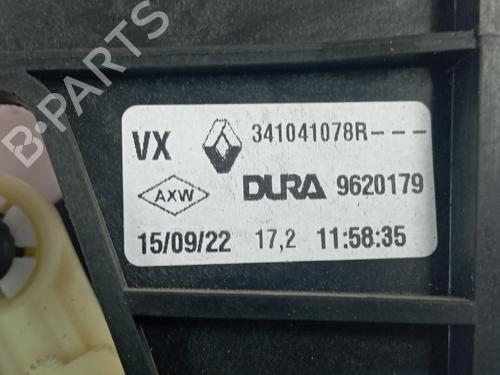 VX 341041078R---
AXW DURA 9620179
15/09/22 17,2 11:58:35
B-PARTS